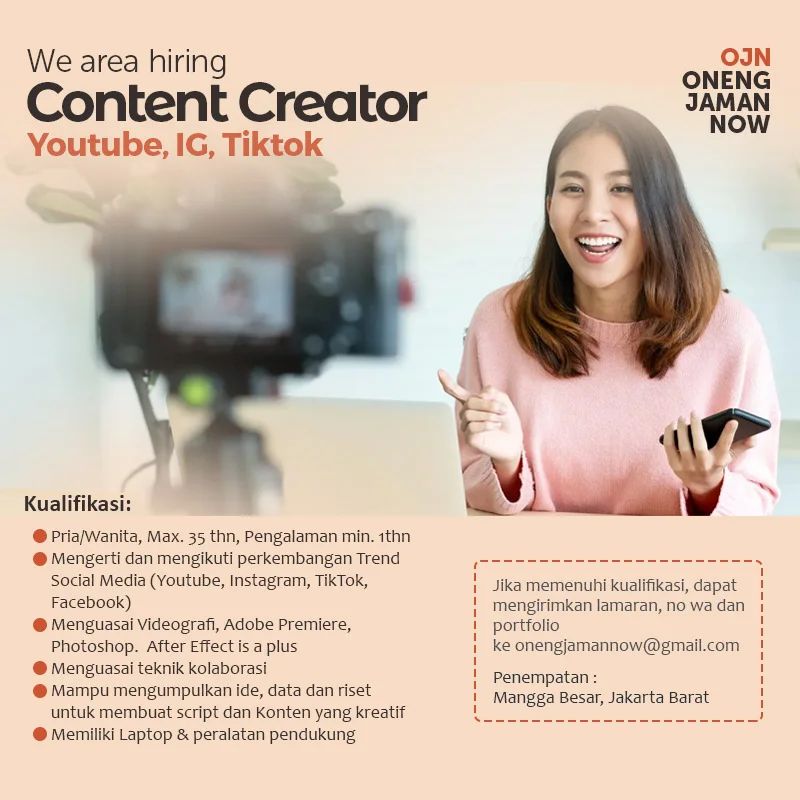 We area hiring
Content Creator
Youtube, IG, Tiktok
OJN
ONENG
JAMAN
NOW
Kualifikasi:
Pria/Wanita, Max. 35 thn, Pengalaman min. 1thn
Mengerti dan mengikuti perkembangan Trend
Social Media (Youtube, Instagram, TikTok,
Facebook)
Menguasai Videografi, Adobe Premiere,
Photoshop.  After Effect is a plus
Menguasai teknik kolaborasi
Mampu mengumpulkan ide, data dan riset
untuk membuat script dan Konten yang kreatif
Memiliki Laptop & peralatan pendukung
Jika memenuhi kualifikasi, dapat
mengirimkan lamaran, no wa dan
portfolio
ke onengjamannow@gmail.com
Penempatan :
Mangga Besar, Jakarta Barat